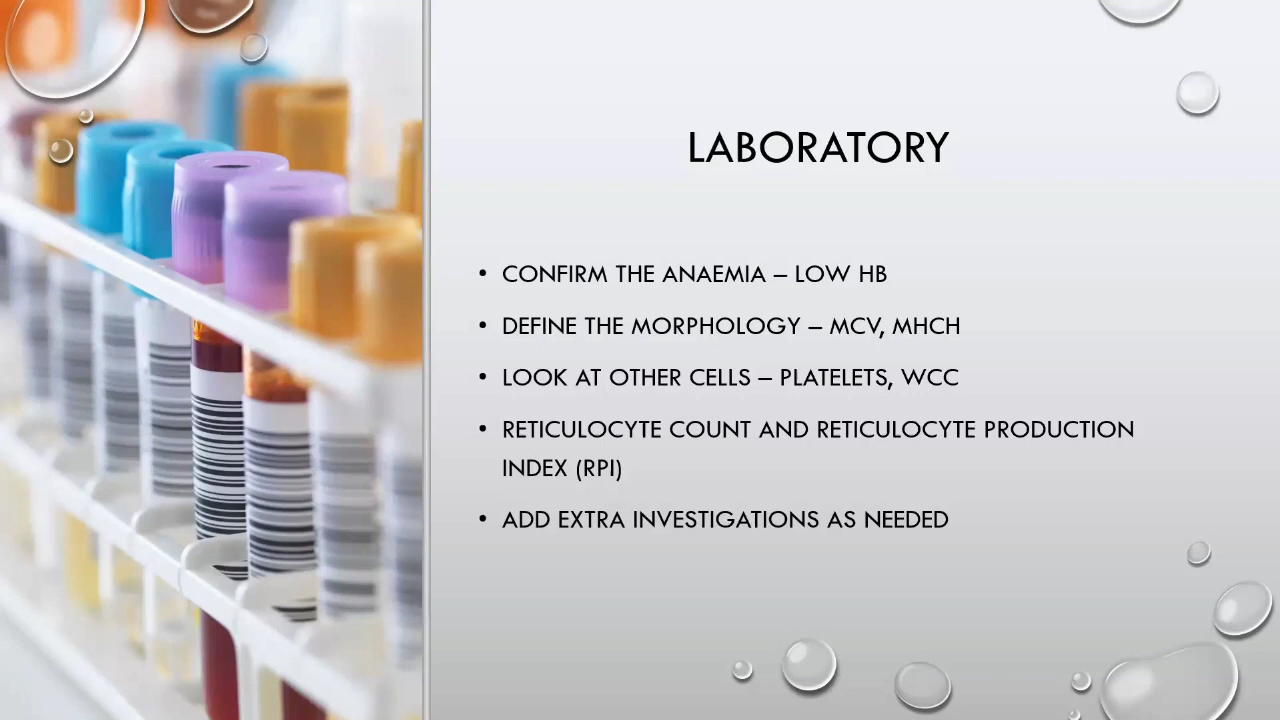 LABORATORY
• CONFIRM THE ANAEMIA – LOW HB
• DEFINE THE MORPHOLOGY – MCV, MHCH
• LOOK AT OTHER CELLS – PLATELETS, WCC
• RETICULOCYTE COUNT AND RETICULOCYTE PRODUCTION
INDEX (RPI)
• ADD EXTRA INVESTIGATIONS AS NEEDED